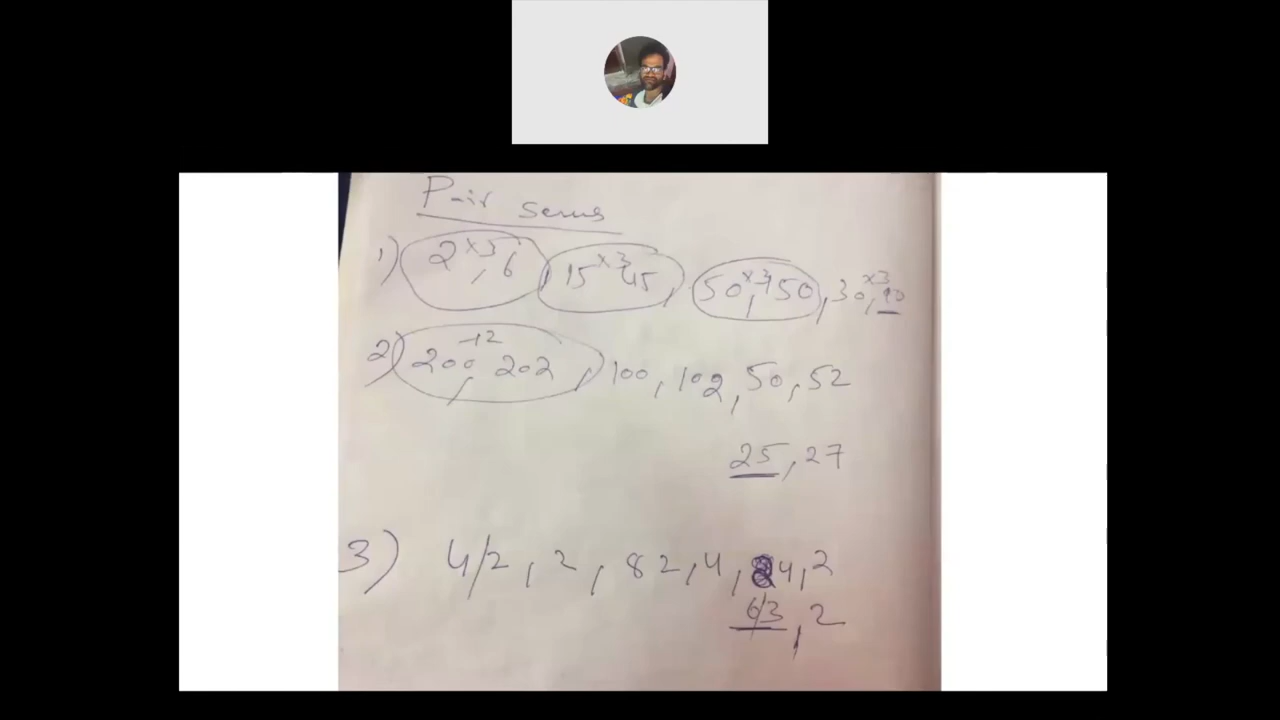 Pair series
1) 2 ×3, 6, 15 ×3 45, 50, ×3 150, 30, ×3 90
2) 200, +2 202, 100, 102, 50, 52
25, 27
3) 4/2, 2, 82, 4, 24, 2
6/3, 2